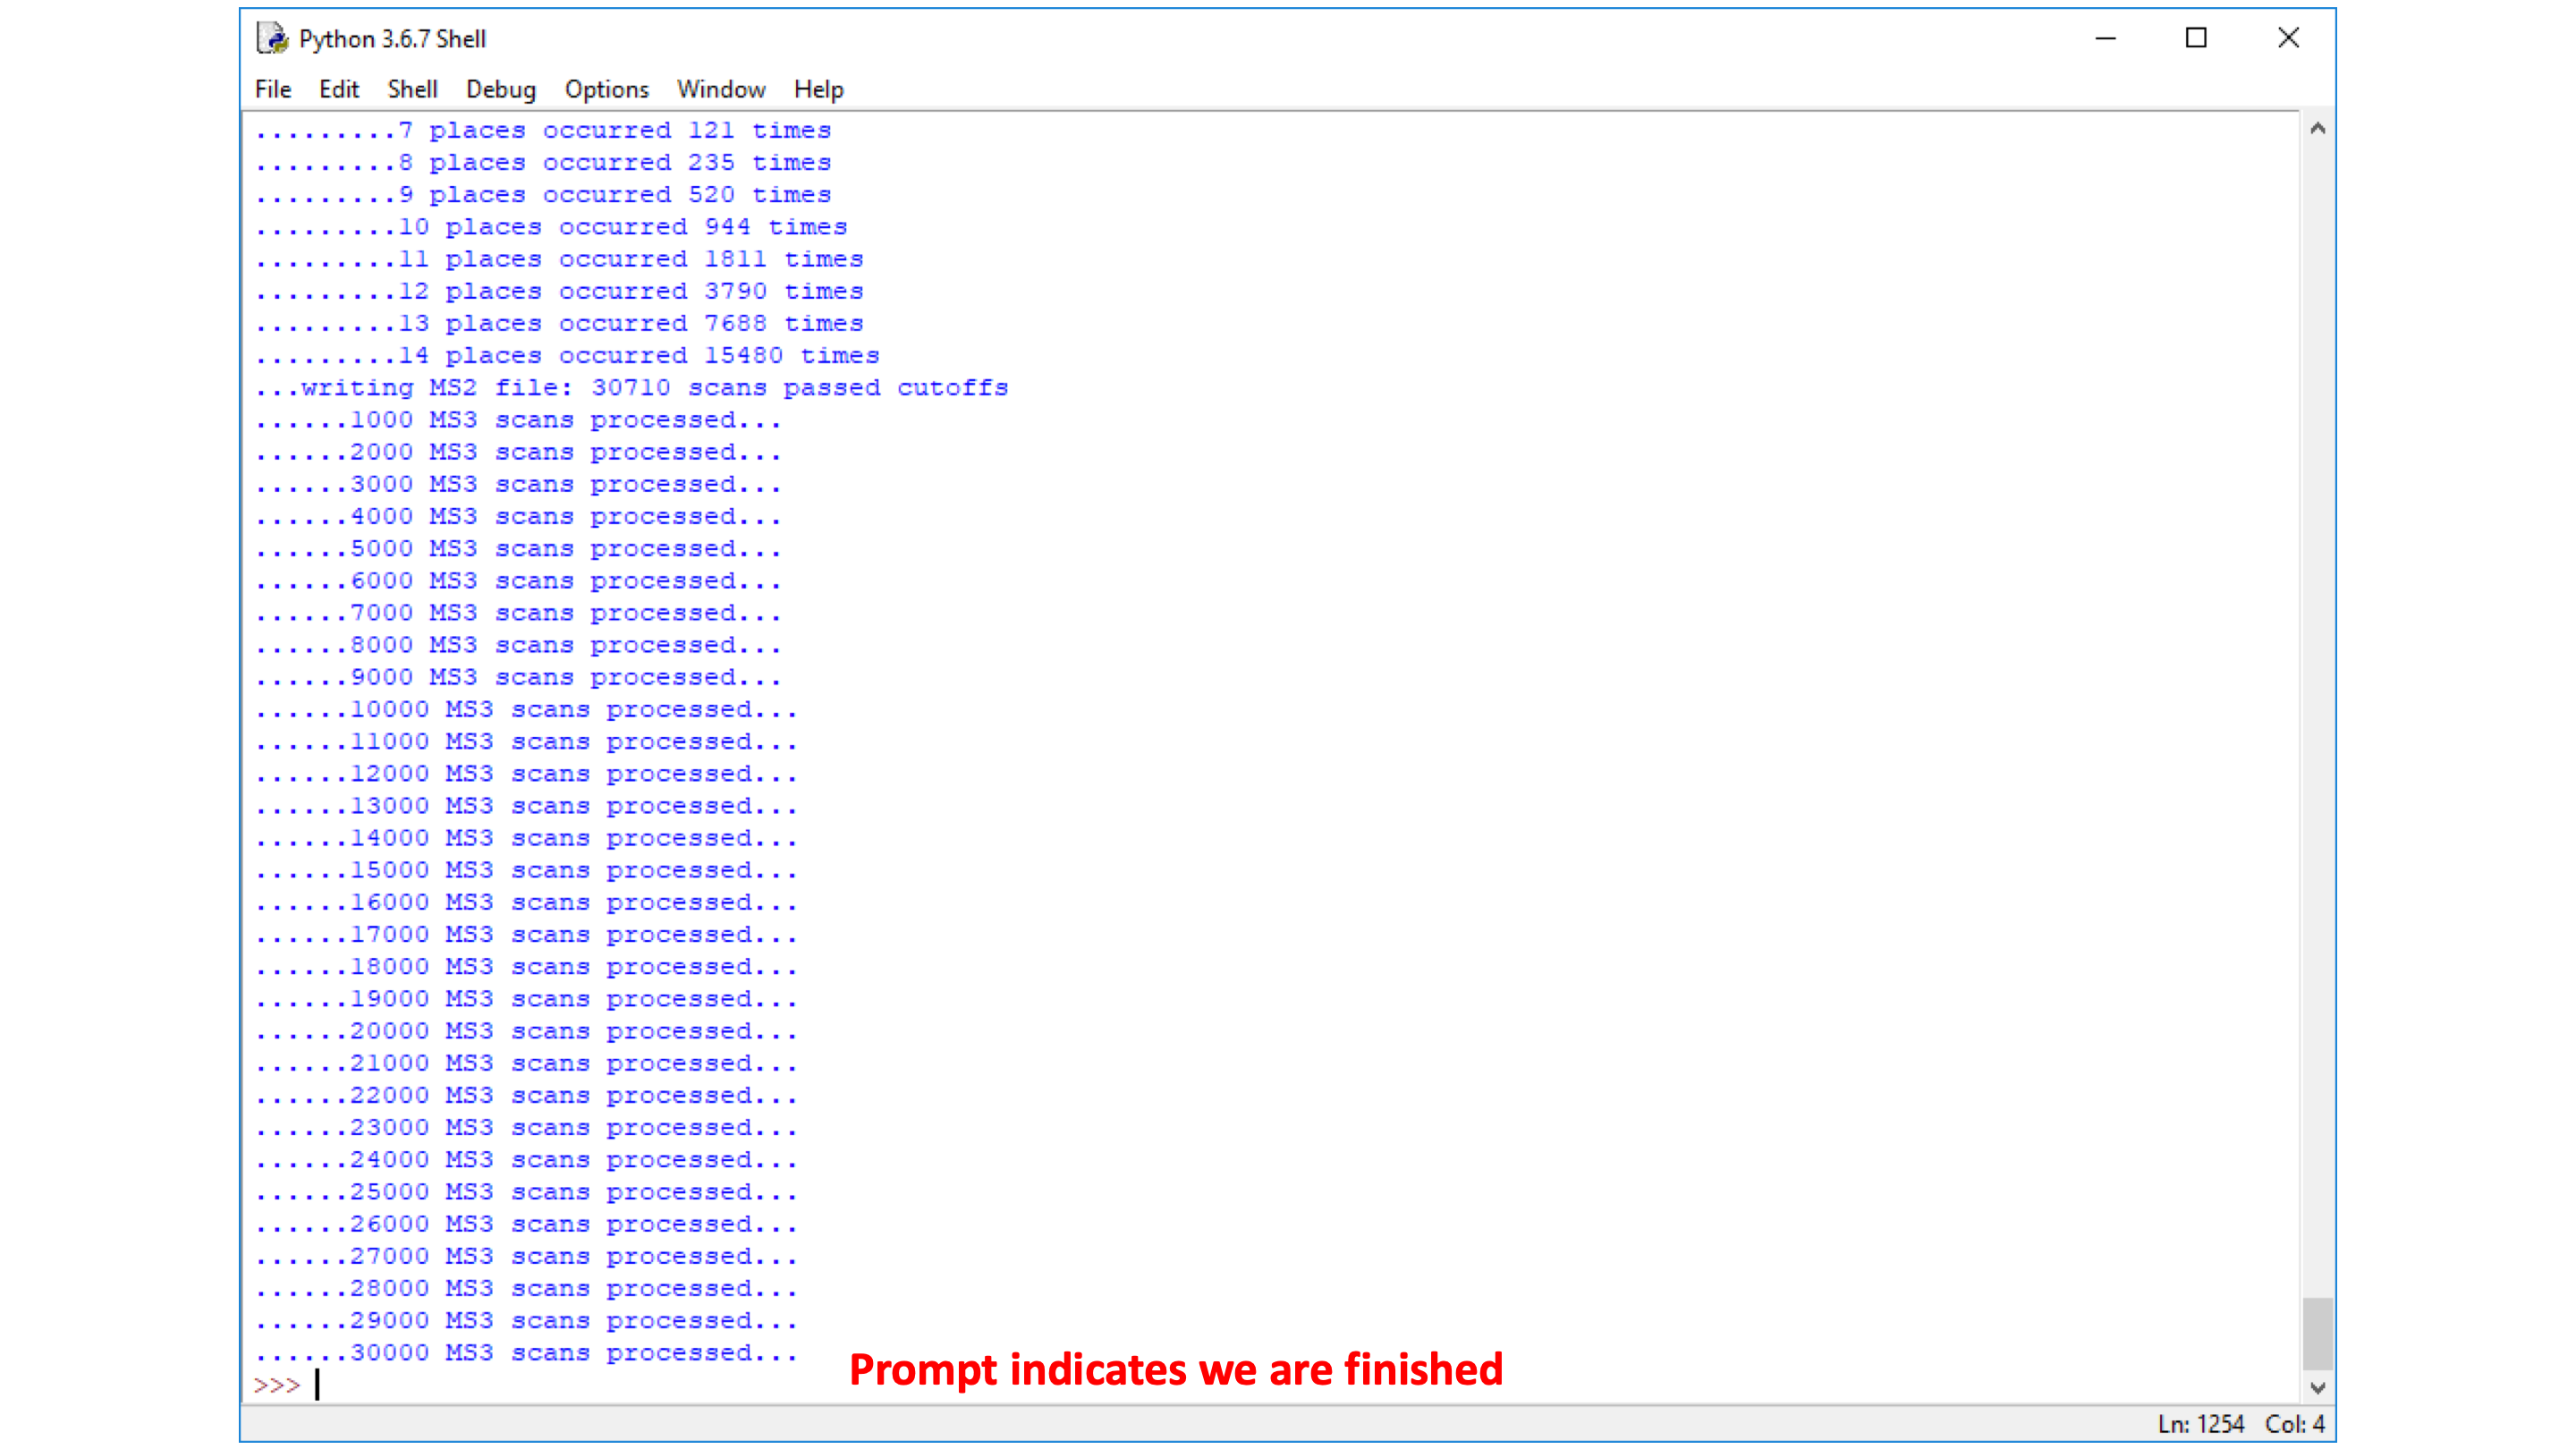 Python 3.6.7 Shell
File Edit Shell Debug Options Window Help
.........7 places occurred 121 times
.........8 places occurred 235 times
.........9 places occurred 520 times
.........10 places occurred 944 times
.........11 places occurred 1811 times
.........12 places occurred 3790 times
.........13 places occurred 7688 times
.........14 places occurred 15480 times
...writing MS2 file: 30710 scans passed cutoffs
......1000 MS3 scans processed...
......2000 MS3 scans processed...
......3000 MS3 scans processed...
......4000 MS3 scans processed...
......5000 MS3 scans processed...
......6000 MS3 scans processed...
......7000 MS3 scans processed...
......8000 MS3 scans processed...
......9000 MS3 scans processed...
......10000 MS3 scans processed...
......11000 MS3 scans processed...
......12000 MS3 scans processed...
......13000 MS3 scans processed...
......14000 MS3 scans processed...
......15000 MS3 scans processed...
......16000 MS3 scans processed...
......17000 MS3 scans processed...
......18000 MS3 scans processed...
......19000 MS3 scans processed...
......20000 MS3 scans processed...
......21000 MS3 scans processed...
......22000 MS3 scans processed...
......23000 MS3 scans processed...
......24000 MS3 scans processed...
......25000 MS3 scans processed...
......26000 MS3 scans processed...
......27000 MS3 scans processed...
......28000 MS3 scans processed...
......29000 MS3 scans processed...
......30000 MS3 scans processed...
>>>
Prompt indicates we are finished
Ln: 1254 Col: 4